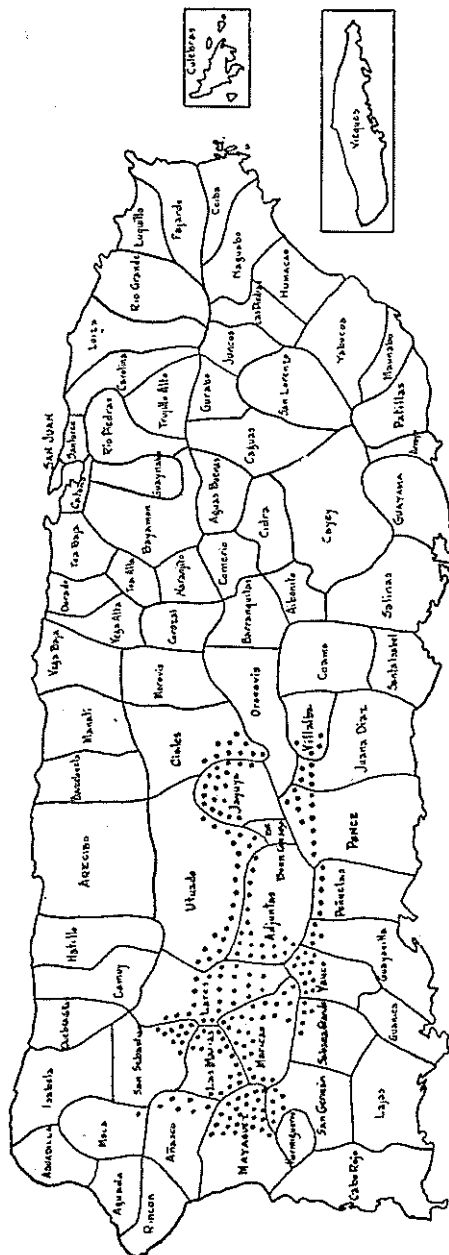 Culebras
Vieques
SAN JUAN
Santurce
Cataño
Toa Baja
Dorado
Vega Baja
Manati
ARECIBO
Hatillo
Camuy
Isabela
AGUADILLA
Loiza
Rio Grande
Luquillo
Fajardo
Ceiba
Carolina
Rio Piedras
Trujillo Alto
Guaynabo
Bayamon
Toa Alta
Vega Alta
Naranjito
Corozal
Morovis
Ciales
Utuado
Lares
San Sebastian
Moca
Aguada
Rincon
Añasco
Naguabo
Humacao
Las Piedras
Juncos
Gurabo
Caguas
San Lorenzo
Aguas Buenas
Cidra
Comerio
Barranquitas
Orocovis
Jayuya
Adjuntas
Las Marias
Maricao
MAYAGUEZ
Hormigueros
Yabucoa
Maunabo
Patillas
GUAYAMA
Cayey
Aibonito
Salinas
Coamo
Santa Isabel
Villalba
Juana Diaz
PONCE
Peñuelas
Guayanilla
Yauco
Guanica
Sabana Grande
San German
Lajas
Cabo Rojo